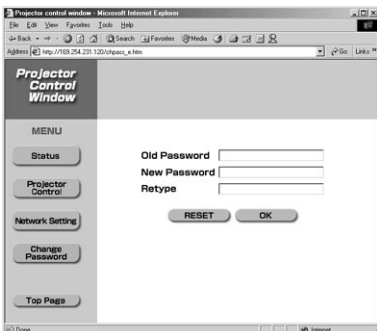 Projector control window - Microsoft Internet Explorer
File Edit View Favorites Tools Help
Back Search Favorites Media
Address http://169.254.231.120/chpass_e.htm Go Links »
Projector
Control
Window
MENU
Status
Projector
Control
Network Setting
Change
Password
Top Page
Old Password
New Password
Retype
RESET OK
Done Internet